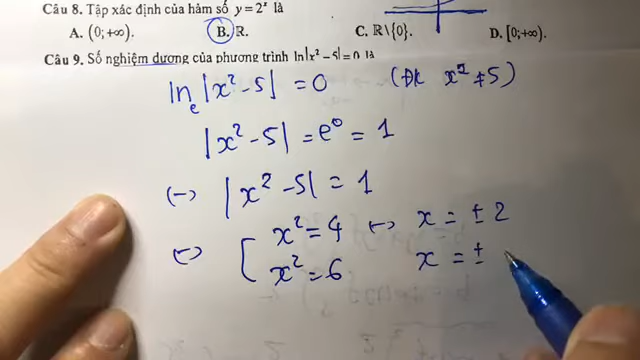 Câu 8. Tập xác định của hàm số y = 2^x là
A. (0;+∞). B. ℝ. C. ℝ\{0}. D. [0;+∞).
Câu 9. Số nghiệm dương của phương trình ln|x²−5|=0 là
ln_e |x²−5| = 0 (ĐK x² ≠ 5)
|x²−5| = e⁰ = 1
(−) |x²−5| = 1
⇔ [ x² = 4 ⇔ x = ± 2
x² = 6 x = ±